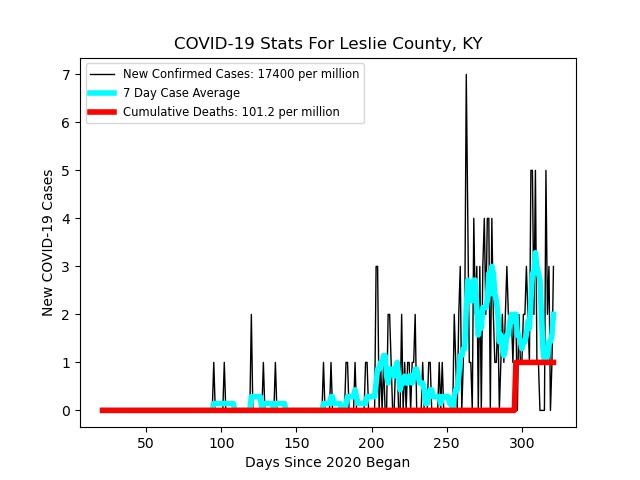 COVID-19 Stats For Leslie County, KY
New Confirmed Cases: 17400 per million
7 Day Case Average
Cumulative Deaths: 101.2 per million
New COVID-19 Cases
7
6
5
4
3
2
1
0
50 100 150 200 250 300
Days Since 2020 Began